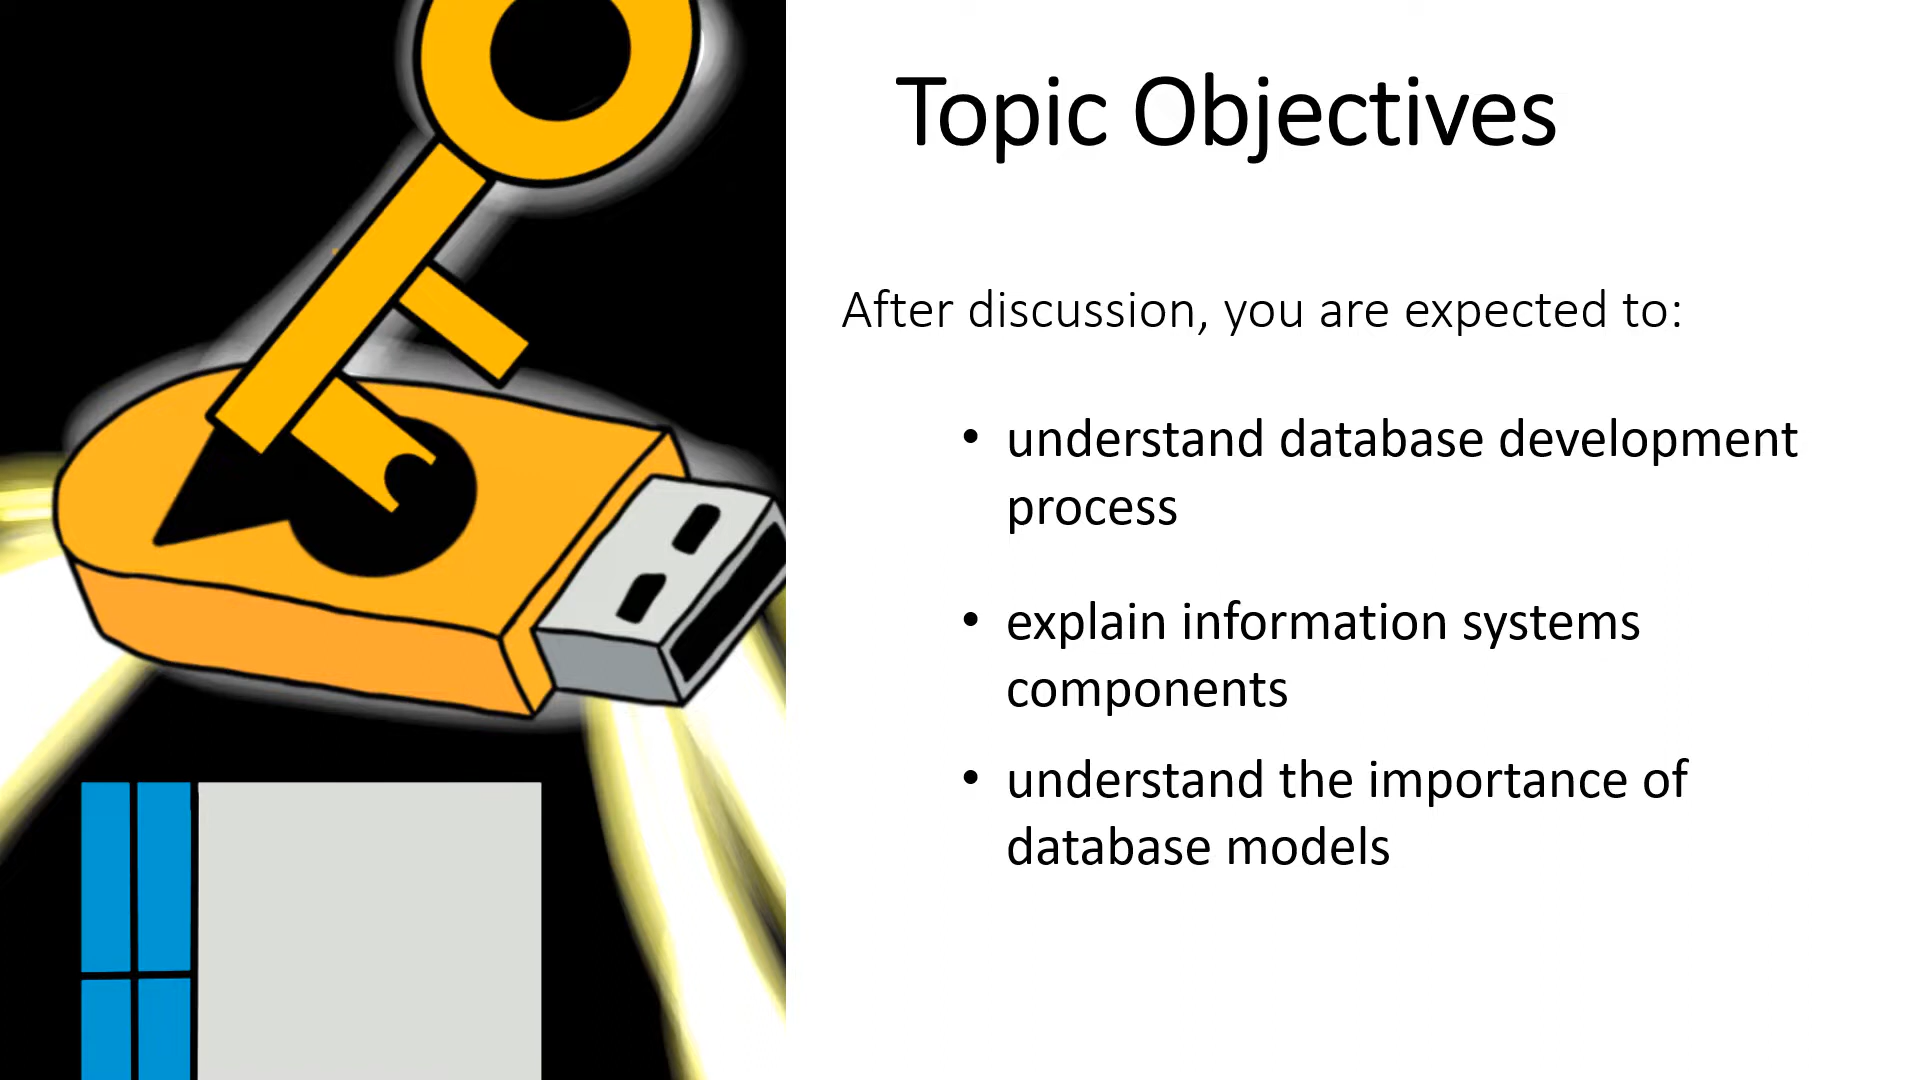 Topic Objectives
After discussion, you are expected to:
• understand database development
process
• explain information systems
components
• understand the importance of
database models